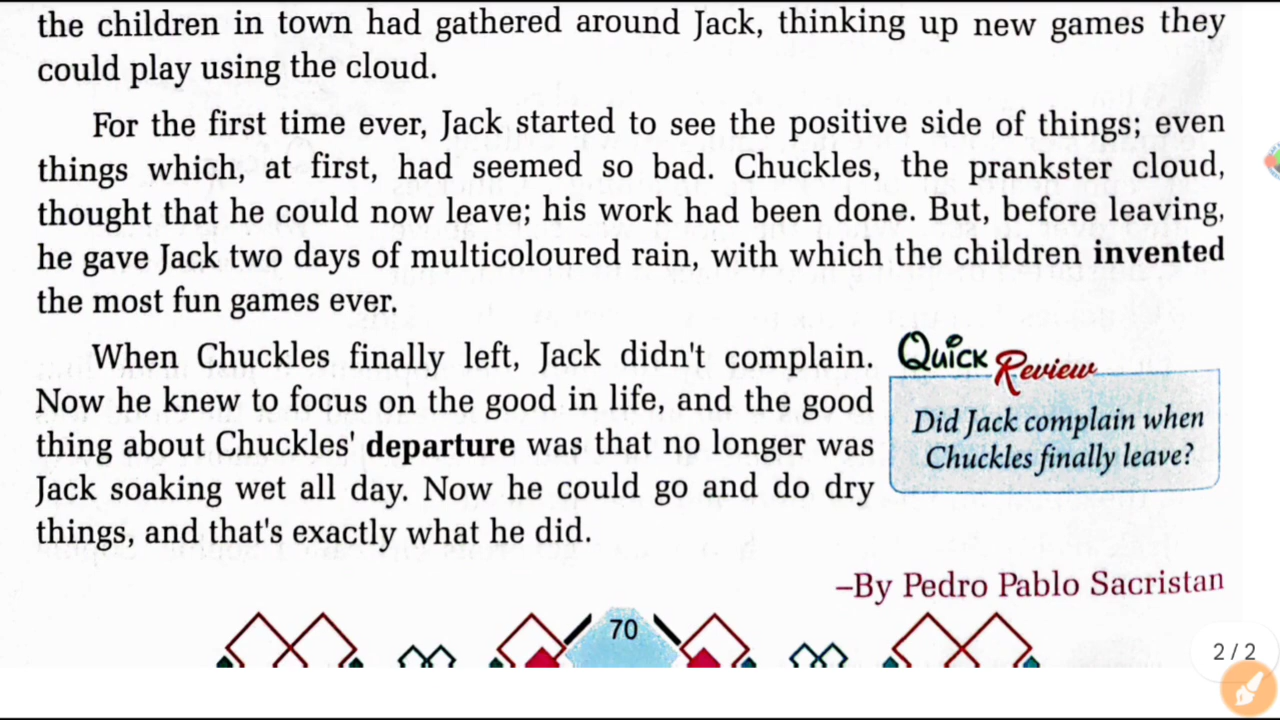 the children in town had gathered around Jack, thinking up new games they
could play using the cloud.
For the first time ever, Jack started to see the positive side of things; even
things which, at first, had seemed so bad. Chuckles, the prankster cloud,
thought that he could now leave; his work had been done. But, before leaving,
he gave Jack two days of multicoloured rain, with which the children invented
the most fun games ever.
When Chuckles finally left, Jack didn't complain.
Now he knew to focus on the good in life, and the good
thing about Chuckles' departure was that no longer was
Jack soaking wet all day. Now he could go and do dry
things, and that's exactly what he did.
Quick Review
Did Jack complain when
Chuckles finally leave?
–By Pedro Pablo Sacristan
70
2 / 2